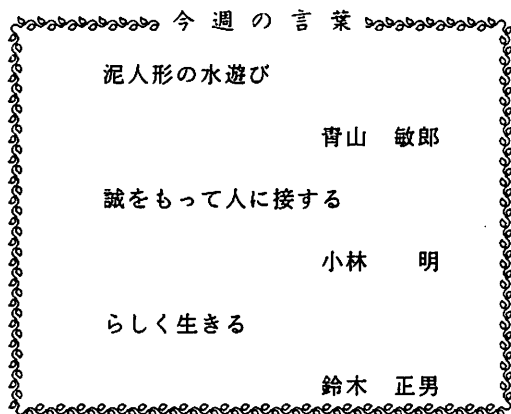 今週の言葉
泥人形の水遊び
青山 敏郎
誠をもって人に接する
小林 明
らしく生きる
鈴木 正男